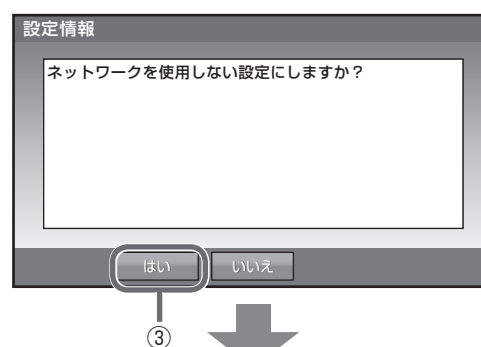 設定情報
ネットワークを使用しない設定にしますか？
はい
いいえ
③